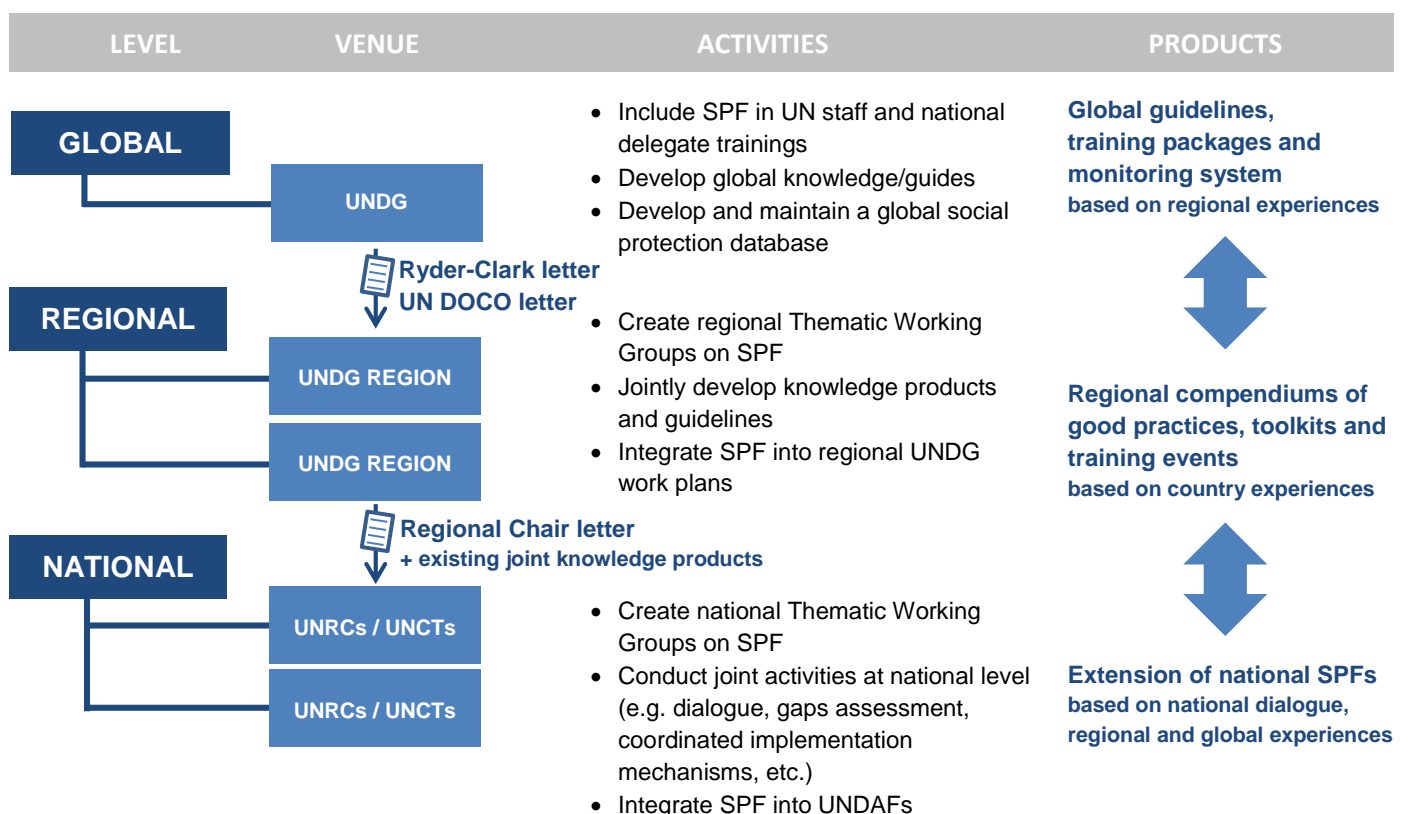 LEVEL VENUE ACTIVITIES PRODUCTS
GLOBAL
UNDG
• Include SPF in UN staff and national
delegate trainings
• Develop global knowledge/guides
• Develop and maintain a global social
protection database
Global guidelines,
training packages and
monitoring system
based on regional experiences
Ryder-Clark letter
UN DOCO letter
REGIONAL
UNDG REGION
UNDG REGION
• Create regional Thematic Working
Groups on SPF
• Jointly develop knowledge products
and guidelines
• Integrate SPF into regional UNDG
work plans
Regional compendiums of
good practices, toolkits and
training events
based on country experiences
Regional Chair letter
+ existing joint knowledge products
NATIONAL
UNRCs / UNCTs
UNRCs / UNCTs
• Create national Thematic Working
Groups on SPF
• Conduct joint activities at national level
(e.g. dialogue, gaps assessment,
coordinated implementation
mechanisms, etc.)
• Integrate SPF into UNDAFs
Extension of national SPFs
based on national dialogue,
regional and global experiences